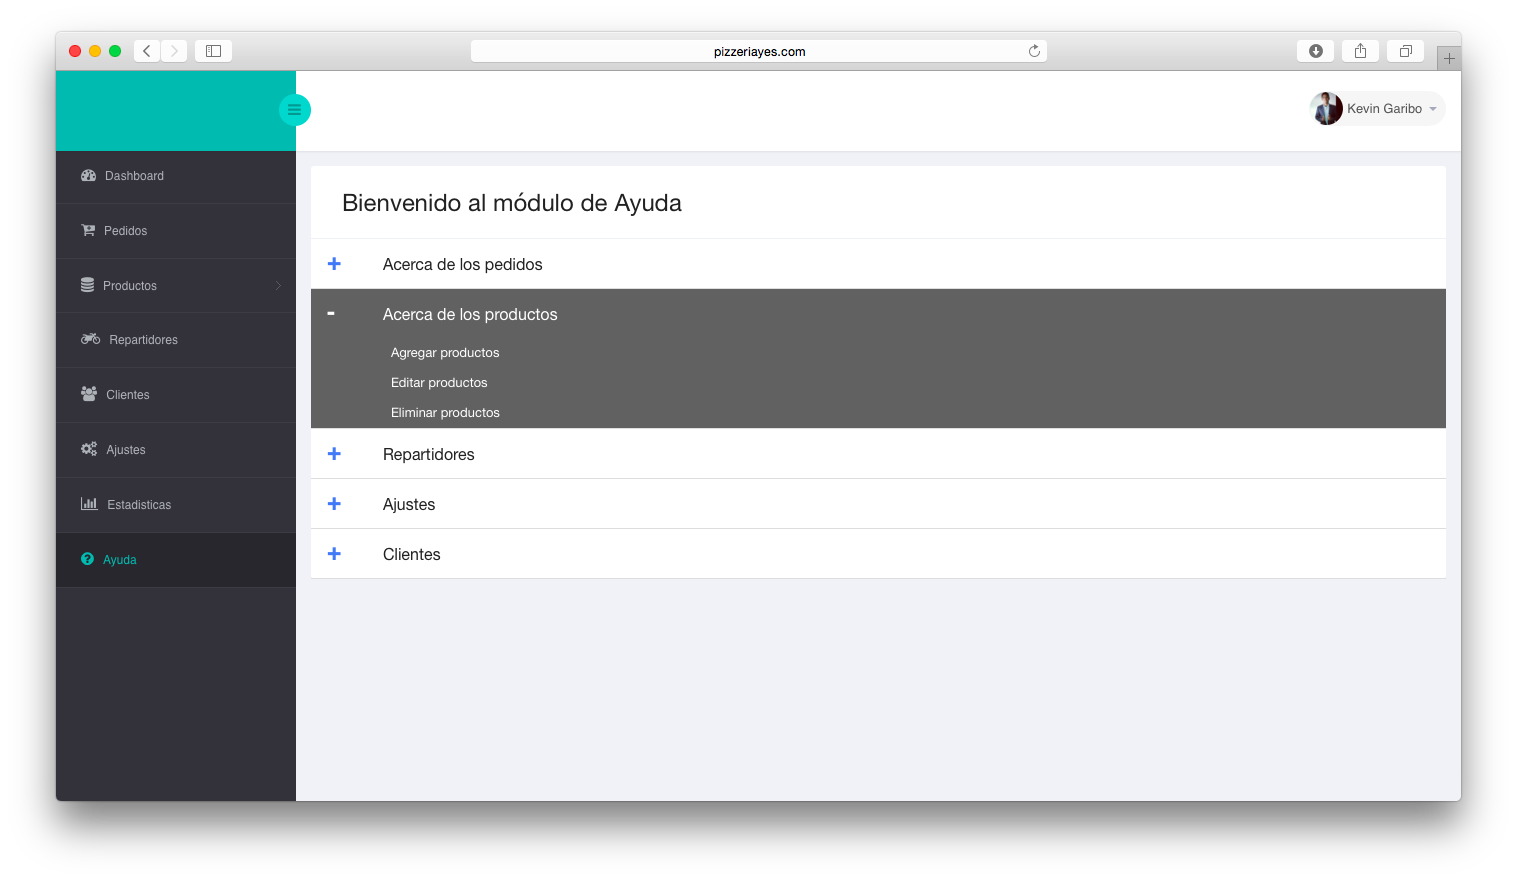 pizzeriayes.com
Kevin Garibo
Dashboard
Pedidos
Productos
Repartidores
Clientes
Ajustes
Estadisticas
Ayuda
Bienvenido al módulo de Ayuda
+ Acerca de los pedidos
- Acerca de los productos
Agregar productos
Editar productos
Eliminar productos
+ Repartidores
+ Ajustes
+ Clientes